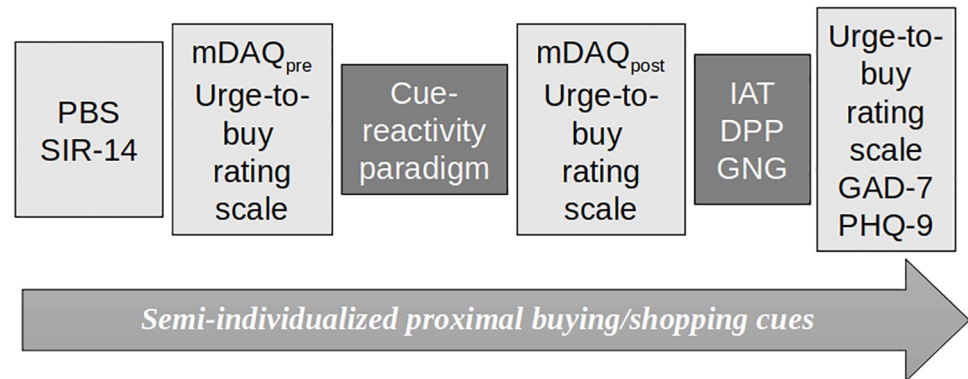 PBS
SIR-14
mDAQpre
Urge-to-
buy
rating
scale
Cue-
reactivity
paradigm
mDAQpost
Urge-to-
buy
rating
scale
IAT
DPP
GNG
Urge-to-
buy
rating
scale
GAD-7
PHQ-9
Semi-individualized proximal buying/shopping cues